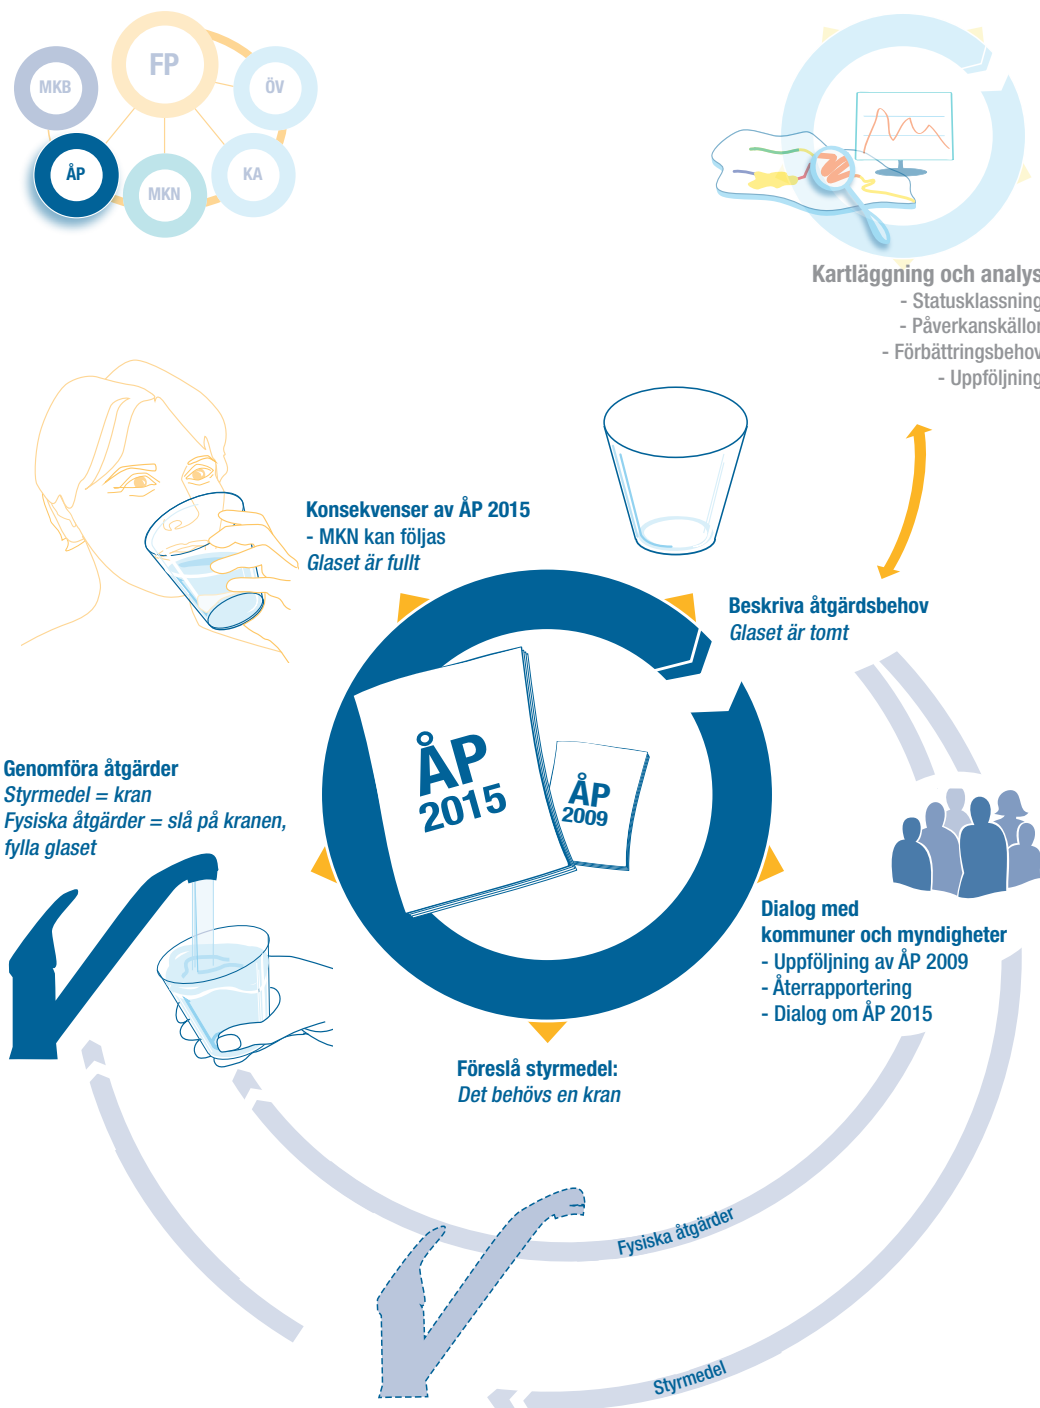 FP
MKB
ÖV
ÅP
MKN
KA
Kartläggning och analys
- Statusklassning
- Påverkanskällor
- Förbättringsbehov
- Uppföljning
Konsekvenser av ÅP 2015
- MKN kan följas
Glaset är fullt
Beskriva åtgärdsbehov
Glaset är tomt
ÅP
2015
ÅP
2009
Genomföra åtgärder
Styrmedel = kran
Fysiska åtgärder = slå på kranen,
fylla glaset
Dialog med
kommuner och myndigheter
- Uppföljning av ÅP 2009
- Återrapportering
- Dialog om ÅP 2015
Föreslå styrmedel:
Det behövs en kran
Fysiska åtgärder
Styrmedel